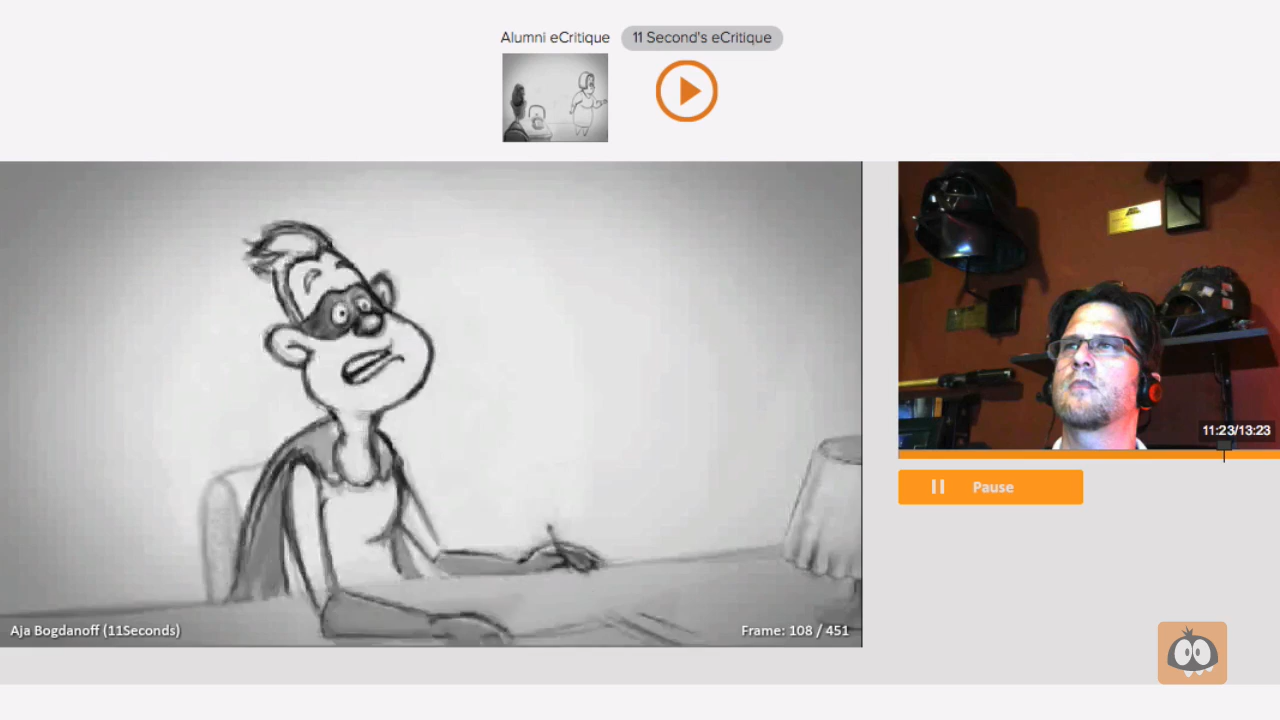 Alumni eCritique
11 Second's eCritique
11:23/13:23
Pause
Aja Bogdanoff (11Seconds)
Frame: 108 / 451